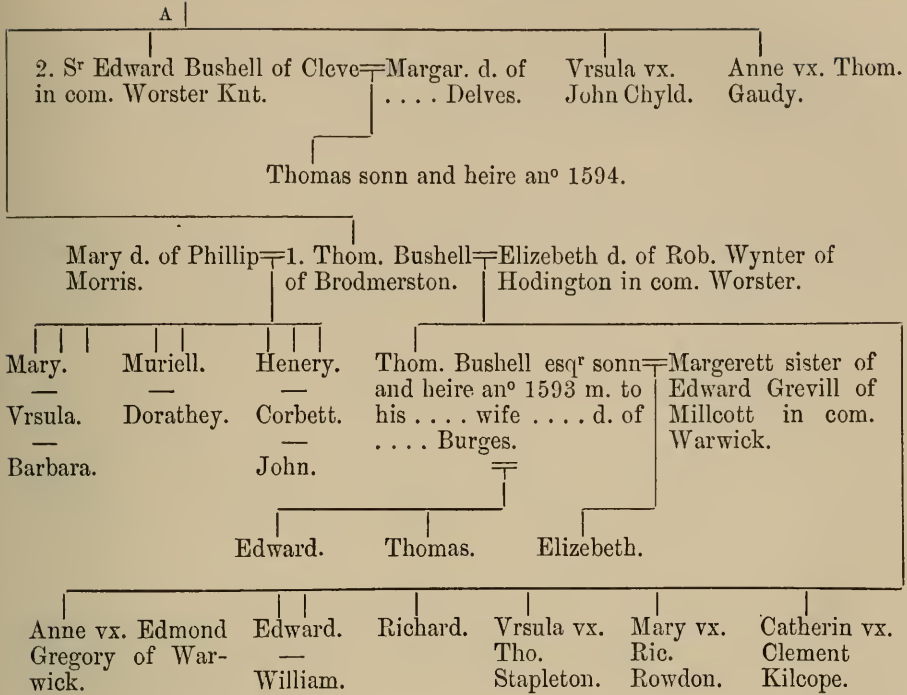 A
2. Sʳ Edward Bushell of Cleve
in com. Worster Knt.
Margar. d. of
. . . . Delves.
Vrsula vx.
John Chyld.
Anne vx. Thom.
Gaudy.
Thomas sonn and heire anº 1594.
Mary d. of Phillip
Morris.
1. Thom. Bushell
of Brodmerston.
Elizebeth d. of Rob. Wynter of
Hodington in com. Worster.
Mary.
—
Vrsula.
—
Barbara.
Muriell.
—
Dorathey.
Henery.
—
Corbett.
—
John.
Thom. Bushell esqʳ sonn
and heire anº 1593 m. to
his . . . . wife . . . . d. of
. . . . Burges.
Margerett sister of
Edward Grevill of
Millcott in com.
Warwick.
Edward.
Thomas.
Elizebeth.
Anne vx. Edmond
Gregory of War-
wick.
Edward.
—
William.
Richard.
Vrsula vx.
Tho.
Stapleton.
Mary vx.
Ric.
Rowdon.
Catherin vx.
Clement
Kilcope.